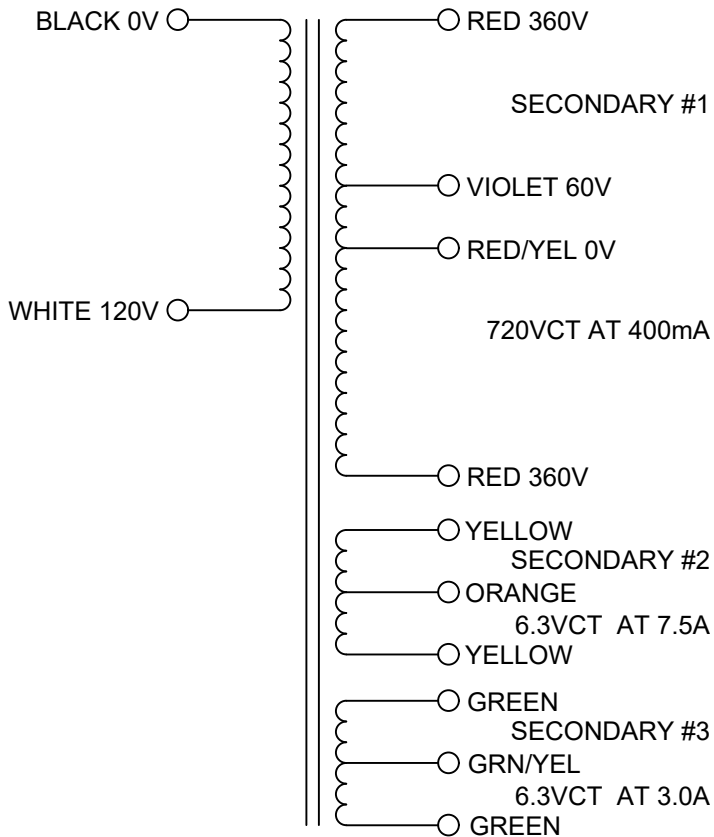 BLACK 0V
RED 360V
SECONDARY #1
VIOLET 60V
RED/YEL 0V
WHITE 120V
720VCT AT 400mA
RED 360V
YELLOW
SECONDARY #2
ORANGE
6.3VCT AT 7.5A
YELLOW
GREEN
SECONDARY #3
GRN/YEL
6.3VCT AT 3.0A
GREEN